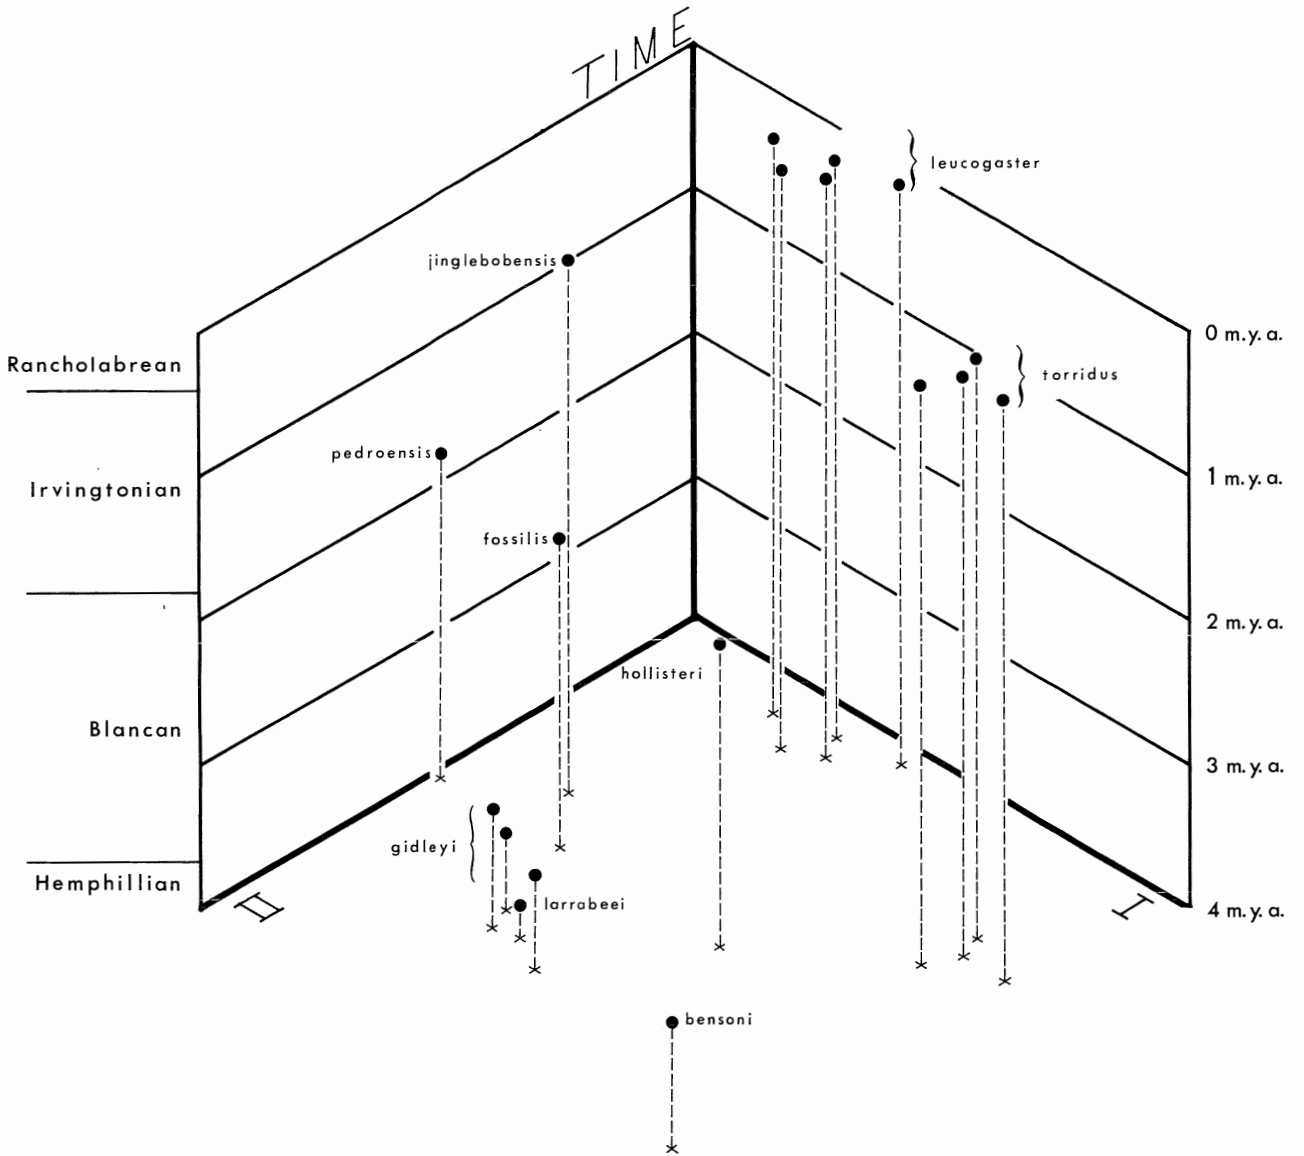 TIME
leucogaster
jinglebobensis
0 m.y.a.
Rancholabrean
torridus
pedroensis
1 m.y.a.
Irvingtonian
fossilis
2 m.y.a.
hollisteri
Blancan
3 m.y.a.
gidleyi
Hemphillian
larrabeei
II
I
4 m.y.a.
bensoni